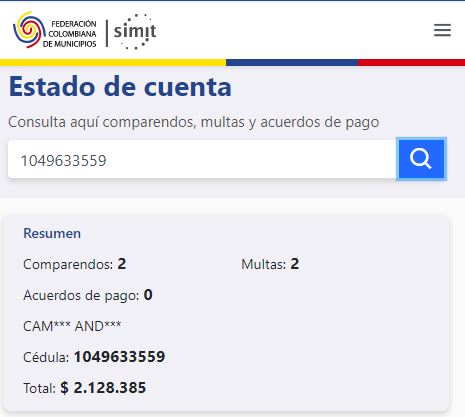 FEDERACIÓN
COLOMBIANA
DE MUNICIPIOS
simit
Estado de cuenta
Consulta aquí comparendos, multas y acuerdos de pago
1049633559
Resumen
Comparendos: 2 Multas: 2
Acuerdos de pago: 0
CAM*** AND***
Cédula: 1049633559
Total: $ 2.128.385